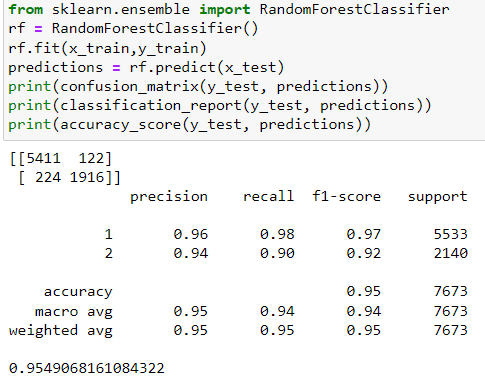 from sklearn.ensemble import RandomForestClassifier
rf = RandomForestClassifier()
rf.fit(x_train,y_train)
predictions = rf.predict(x_test)
print(confusion_matrix(y_test, predictions))
print(classification_report(y_test, predictions))
print(accuracy_score(y_test, predictions))
[[5411  122]
 [ 224 1916]]
              precision    recall  f1-score   support
           1       0.96      0.98      0.97      5533
           2       0.94      0.90      0.92      2140
    accuracy                           0.95      7673
   macro avg       0.95      0.94      0.94      7673
weighted avg       0.95      0.95      0.95      7673
0.9549068161084322